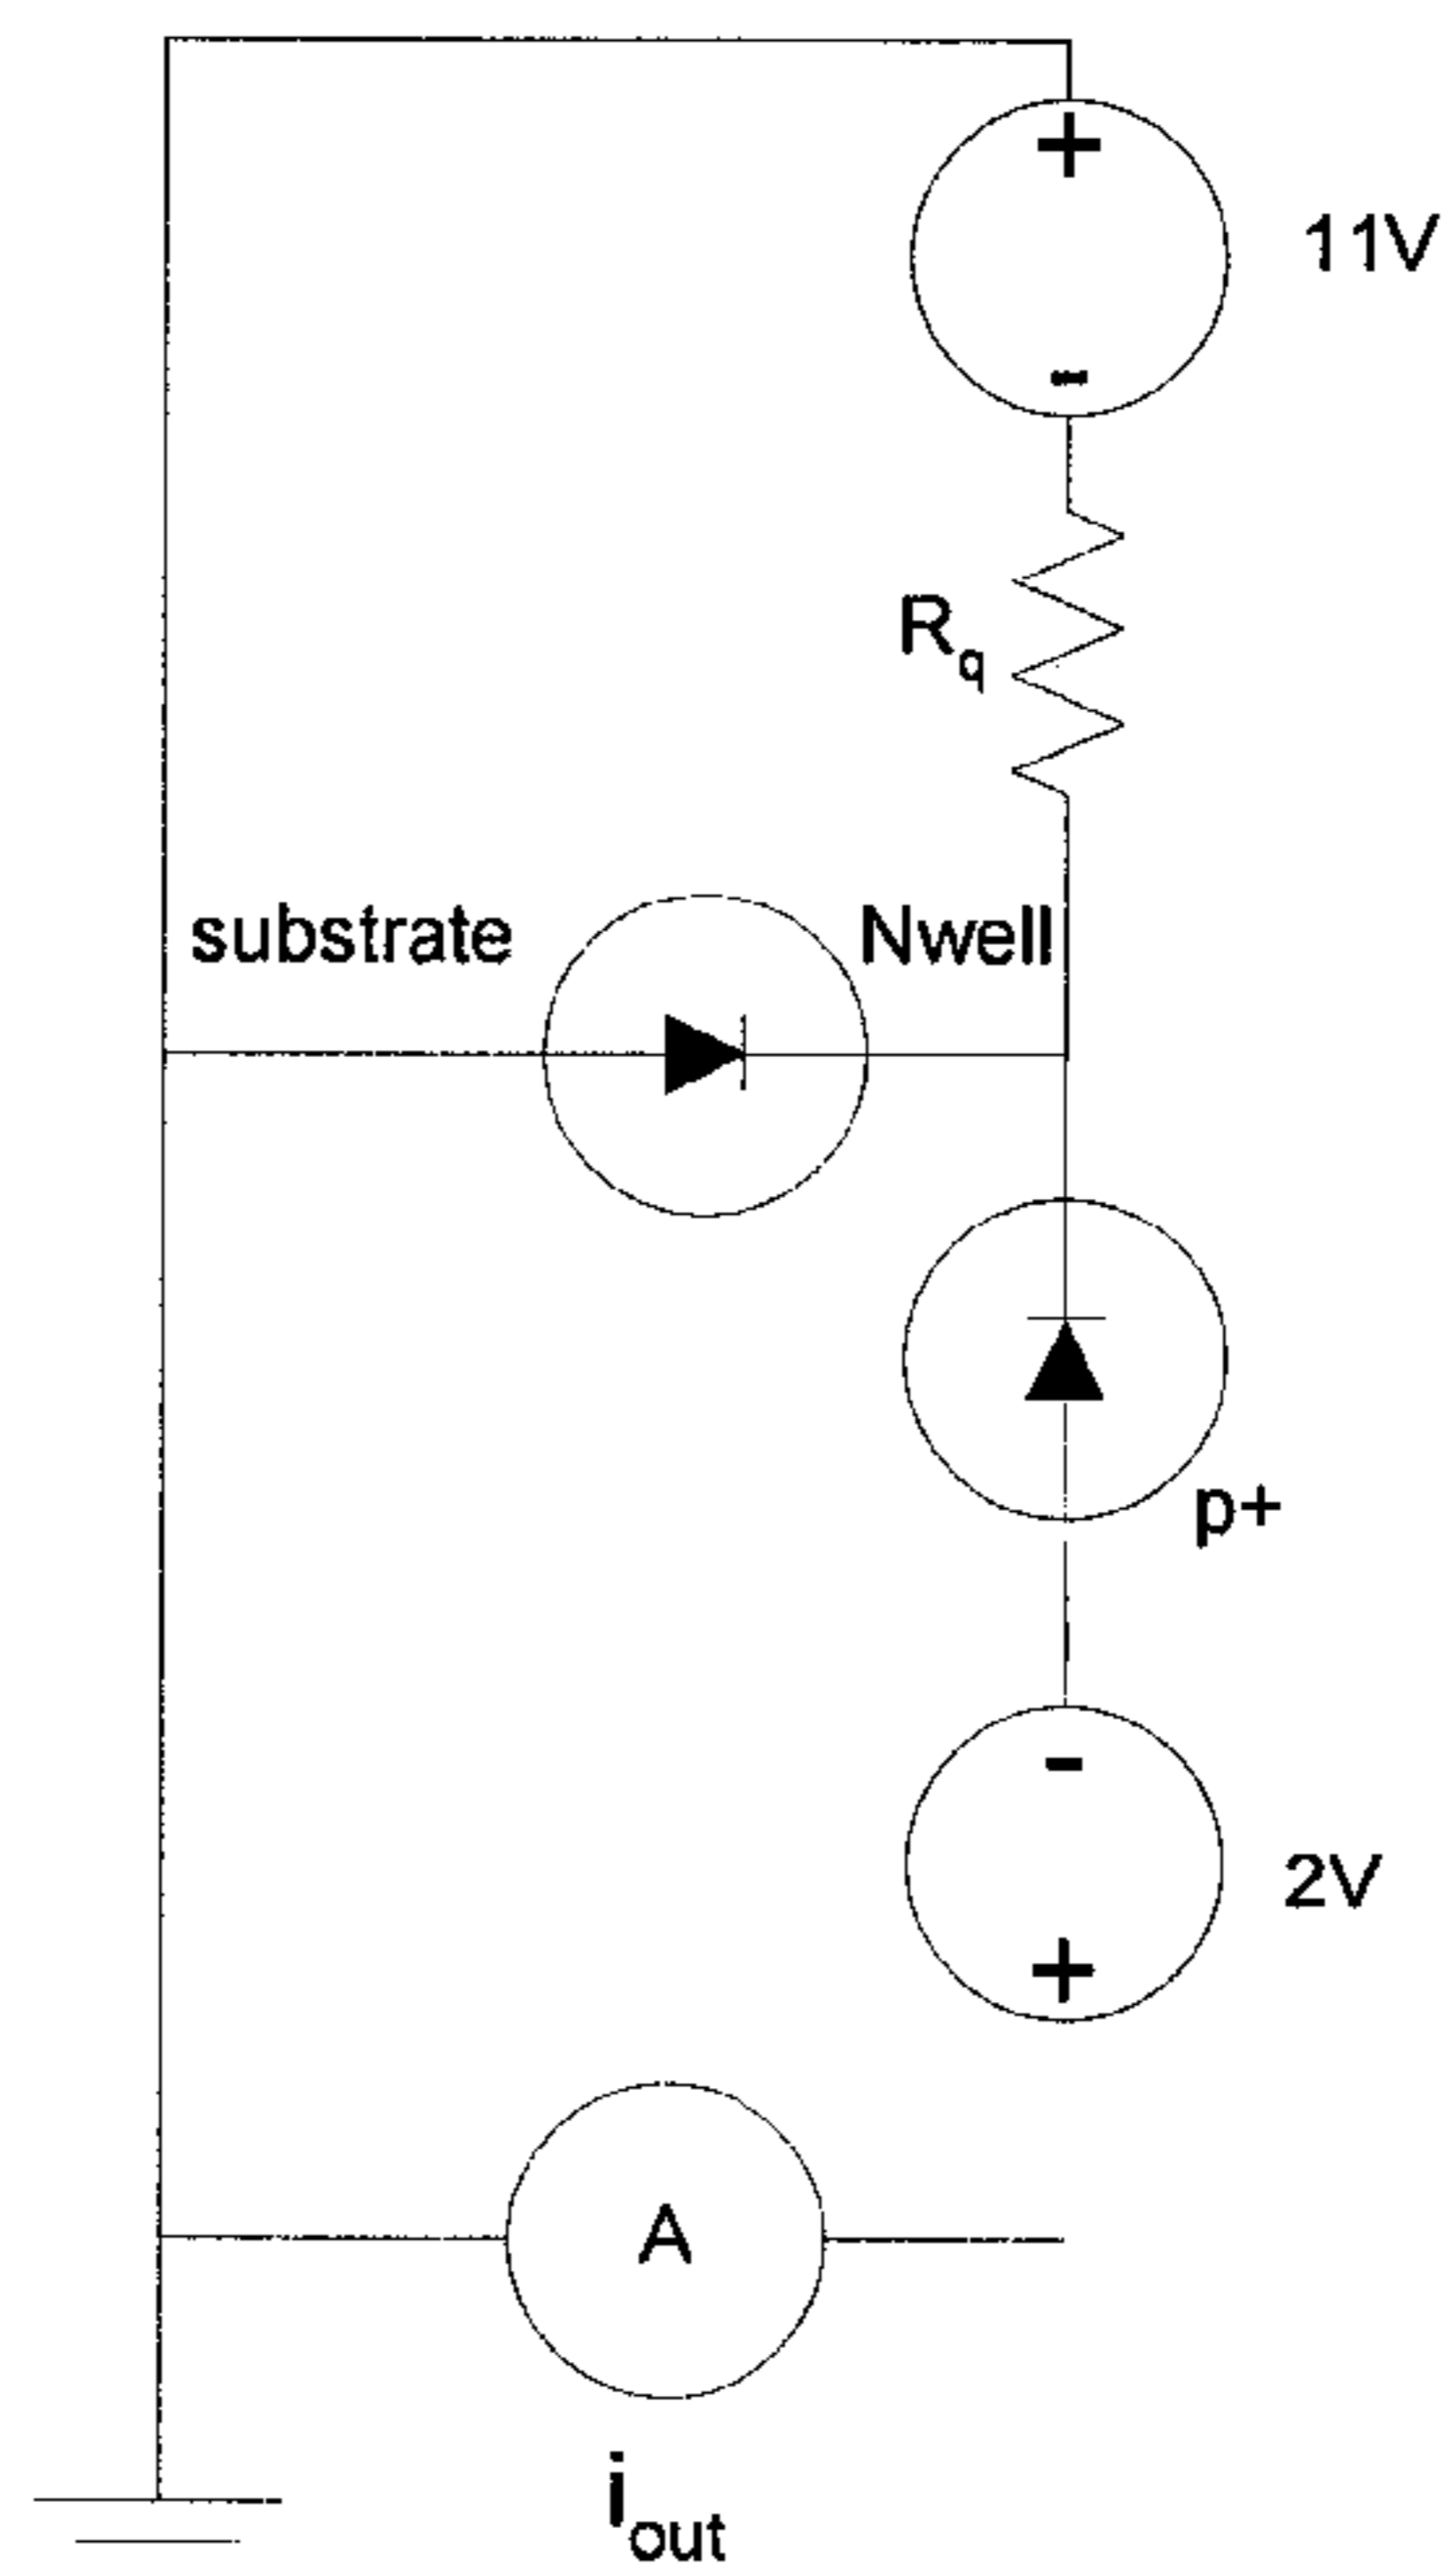 +
11V
-
Rq
substrate
Nwell
p+
-
2V
+
A
iout